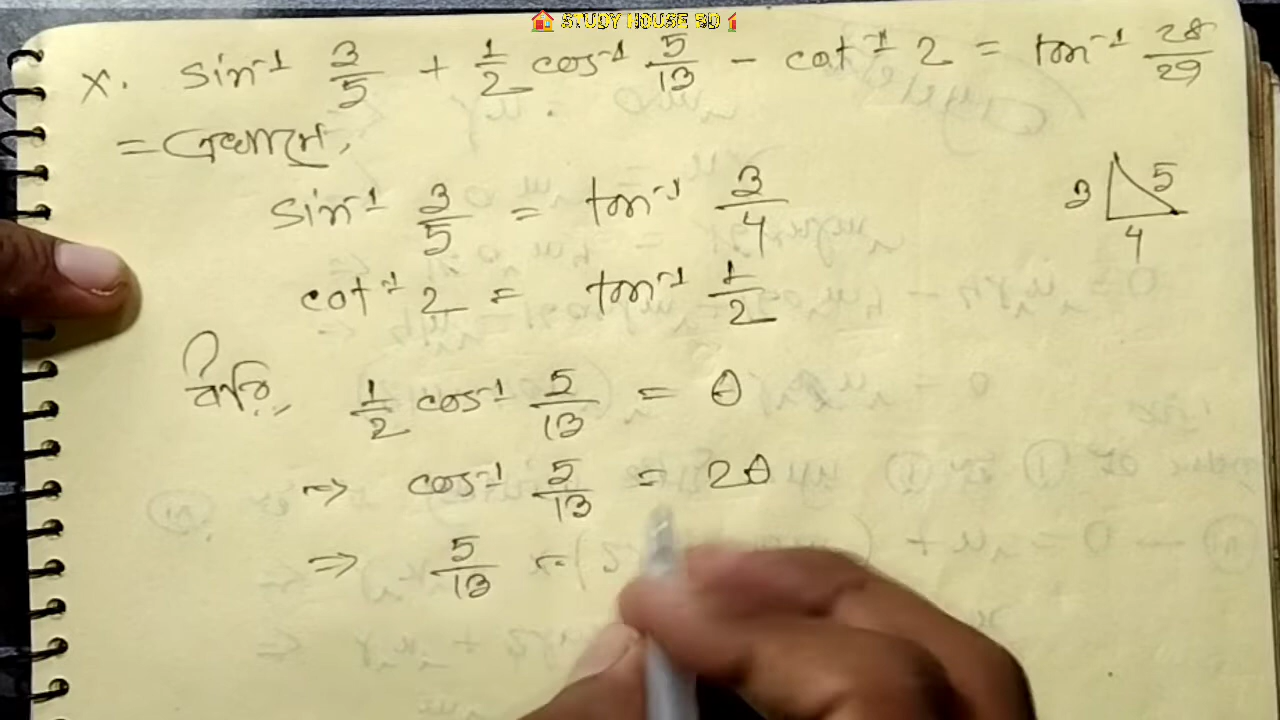 STUDY HOUSE BD
x. sin⁻¹ 3/5 + 1/2 cos⁻¹ 5/13 - cot⁻¹ 2 = tan⁻¹ 28/29
= এখানে,
sin⁻¹ 3/5 = tan⁻¹ 3/4
3 5
4
cot⁻¹ 2 = tan⁻¹ 1/2
ধরি, 1/2 cos⁻¹ 5/13 = θ
⇒ cos⁻¹ 5/13 = 2θ
⇒ 5/13 =